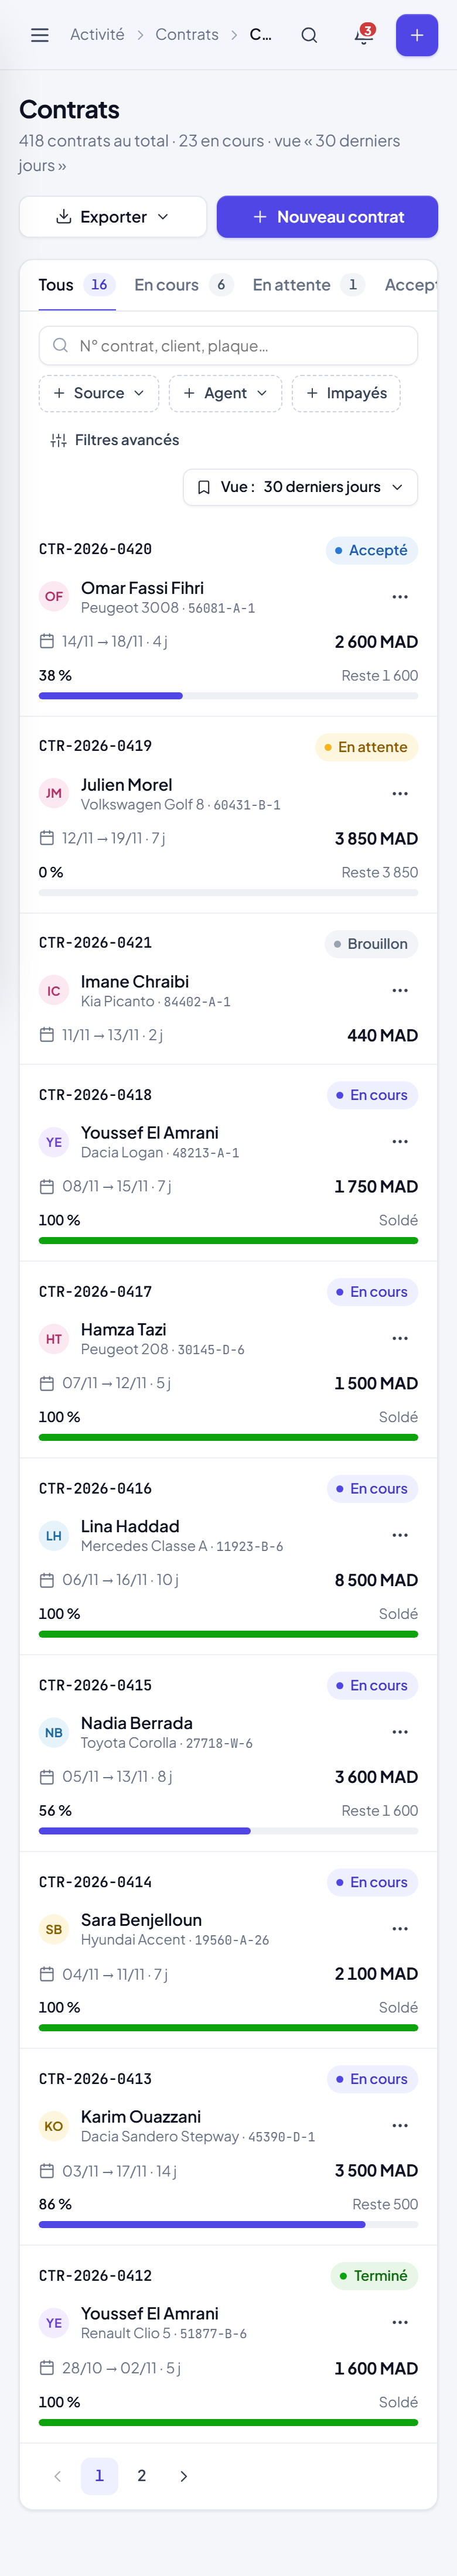 Activité > Contrats > C...
3
Contrats
418 contrats au total · 23 en cours · vue « 30 derniers
jours »
Exporter
+ Nouveau contrat
Tous 16 En cours 6 En attente 1 Accept
N° contrat, client, plaque...
+ Source + Agent + Impayés
Filtres avancés
Vue : 30 derniers jours
CTR-2026-0420 Accepté
OF Omar Fassi Fihri ...
Peugeot 3008 · 56081-A-1
14/11 → 18/11 · 4 j 2 600 MAD
38 % Reste 1 600
CTR-2026-0419 En attente
JM Julien Morel ...
Volkswagen Golf 8 · 60431-B-1
12/11 → 19/11 · 7 j 3 850 MAD
0 % Reste 3 850
CTR-2026-0421 Brouillon
IC Imane Chraibi ...
Kia Picanto · 84402-A-1
11/11 → 13/11 · 2 j 440 MAD
CTR-2026-0418 En cours
YE Youssef El Amrani ...
Dacia Logan · 48213-A-1
08/11 → 15/11 · 7 j 1 750 MAD
100 % Soldé
CTR-2026-0417 En cours
HT Hamza Tazi ...
Peugeot 208 · 30145-D-6
07/11 → 12/11 · 5 j 1 500 MAD
100 % Soldé
CTR-2026-0416 En cours
LH Lina Haddad ...
Mercedes Classe A · 11923-B-6
06/11 → 16/11 · 10 j 8 500 MAD
100 % Soldé
CTR-2026-0415 En cours
NB Nadia Berrada ...
Toyota Corolla · 27718-W-6
05/11 → 13/11 · 8 j 3 600 MAD
56 % Reste 1 600
CTR-2026-0414 En cours
SB Sara Benjelloun ...
Hyundai Accent · 19560-A-26
04/11 → 11/11 · 7 j 2 100 MAD
100 % Soldé
CTR-2026-0413 En cours
KO Karim Ouazzani ...
Dacia Sandero Stepway · 45390-D-1
03/11 → 17/11 · 14 j 3 500 MAD
86 % Reste 500
CTR-2026-0412 Terminé
YE Youssef El Amrani ...
Renault Clio 5 · 51877-B-6
28/10 → 02/11 · 5 j 1 600 MAD
100 % Soldé
< 1 2 >